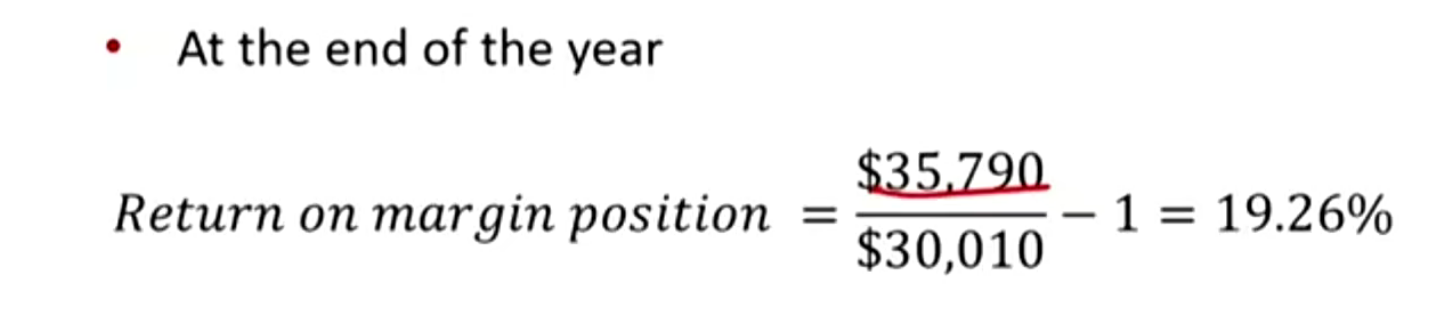 • At the end of the year
Return on margin position = $35,790 / $30,010 − 1 = 19.26%